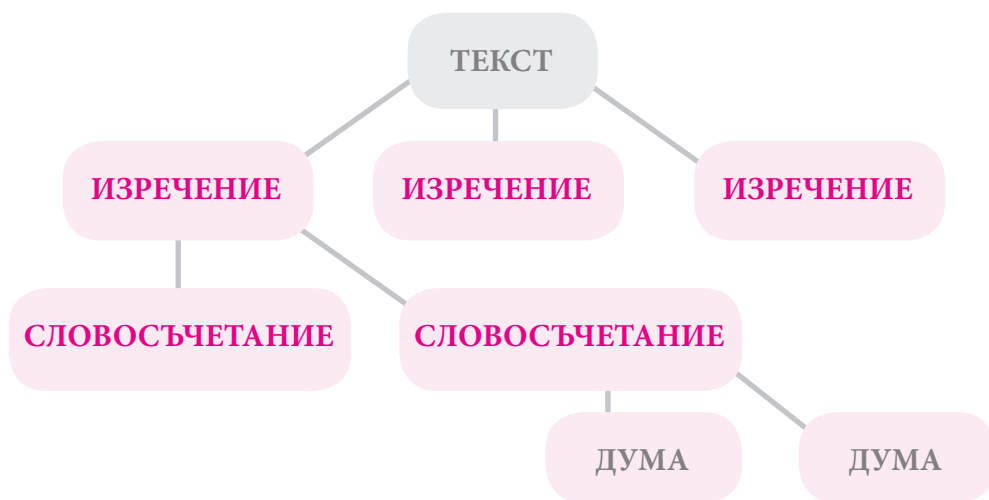 ТЕКСТ
ИЗРЕЧЕНИЕ ИЗРЕЧЕНИЕ ИЗРЕЧЕНИЕ
СЛОВОСЪЧЕТАНИЕ СЛОВОСЪЧЕТАНИЕ
ДУМА ДУМА